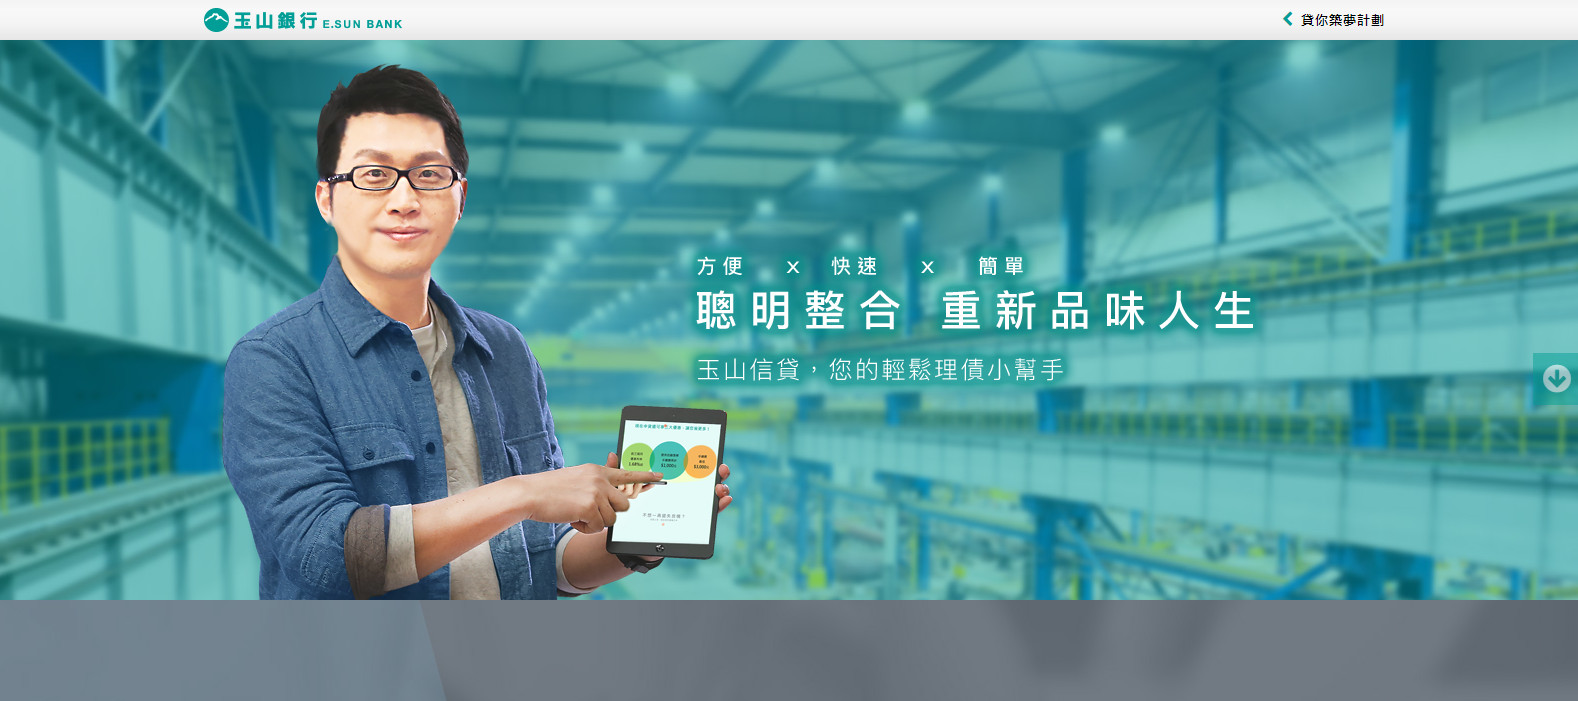 玉山銀行 E.SUN BANK
貸你築夢計劃
方便 x 快速 x 簡單
聰明整合 重新品味人生
玉山信貸，您的輕鬆理債小幫手